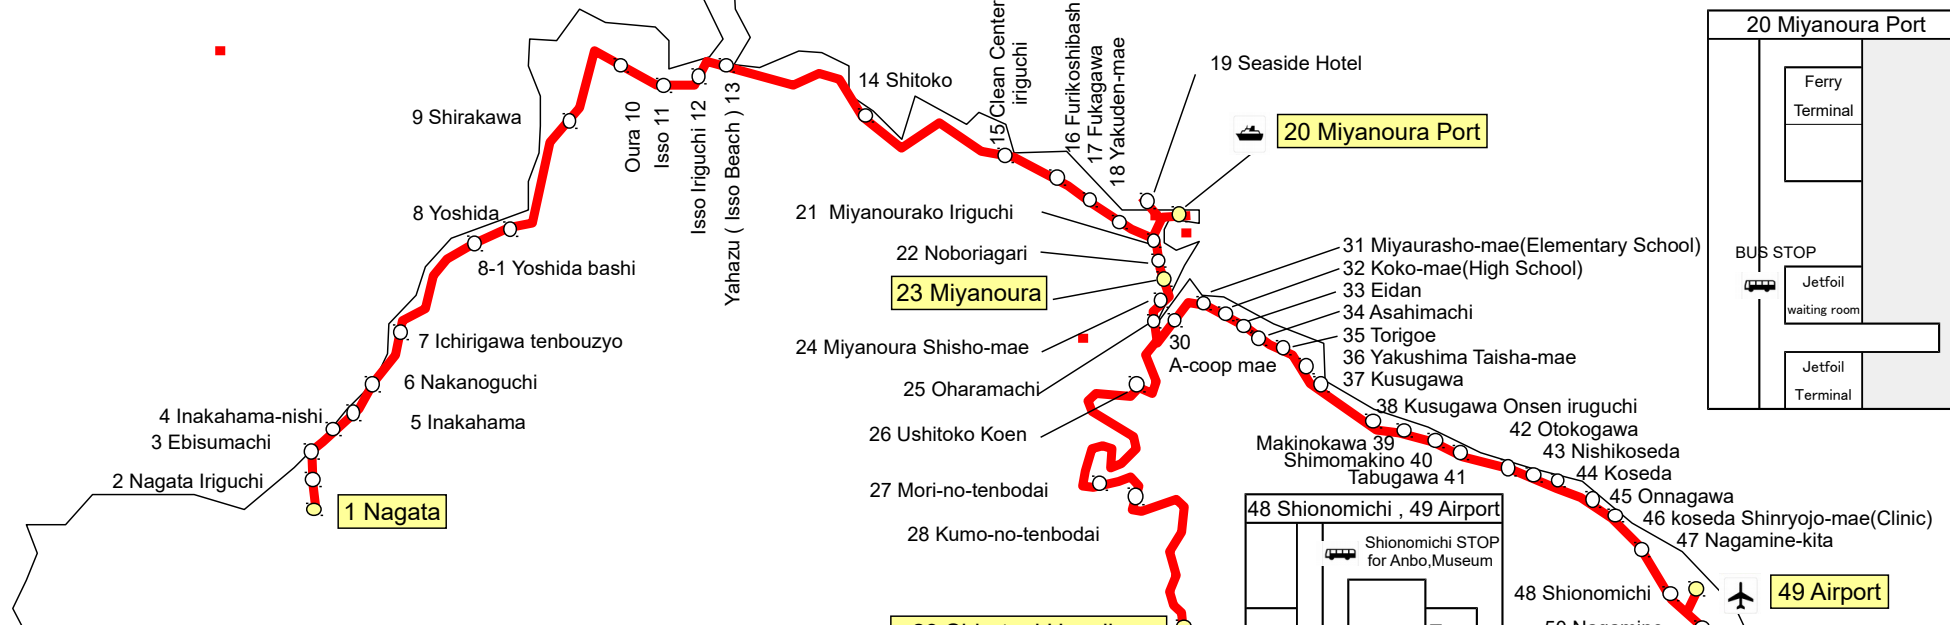 20 Miyanoura Port
Ferry
Terminal
BUS STOP
Jetfoil
waiting room
Jetfoil
Terminal
1 Nagata
2 Nagata Iriguchi
3 Ebisumachi
4 Inakahama-nishi
5 Inakahama
6 Nakanoguchi
7 Ichirigawa tenbouzyo
8-1 Yoshida bashi
8 Yoshida
9 Shirakawa
Oura 10
Isso 11
Isso Iriguchi 12
Yahazu ( Isso Beach ) 13
14 Shitoko
15 Clean Center
iriguchi
16 Furikoshibash
17 Fukagawa
18 Yakuden-mae
19 Seaside Hotel
20 Miyanoura Port
21 Miyanourako Iriguchi
22 Noboriagari
23 Miyanoura
24 Miyanoura Shisho-mae
25 Oharamachi
26 Ushitoko Koen
27 Mori-no-tenbodai
28 Kumo-no-tenbodai
30
A-coop mae
31 Miyaurasho-mae(Elementary School)
32 Koko-mae(High School)
33 Eidan
34 Asahimachi
35 Torigoe
36 Yakushima Taisha-mae
37 Kusugawa
38 Kusugawa Onsen iruguchi
Makinokawa 39
Shimomakino 40
Tabugawa 41
42 Otokogawa
43 Nishikoseda
44 Koseda
45 Onnagawa
46 koseda Shinryojo-mae(Clinic)
47 Nagamine-kita
48 Shionomichi
49 Airport
48 Shionomichi , 49 Airport
Shionomichi STOP
for Anbo,Museum
50 Nagamine